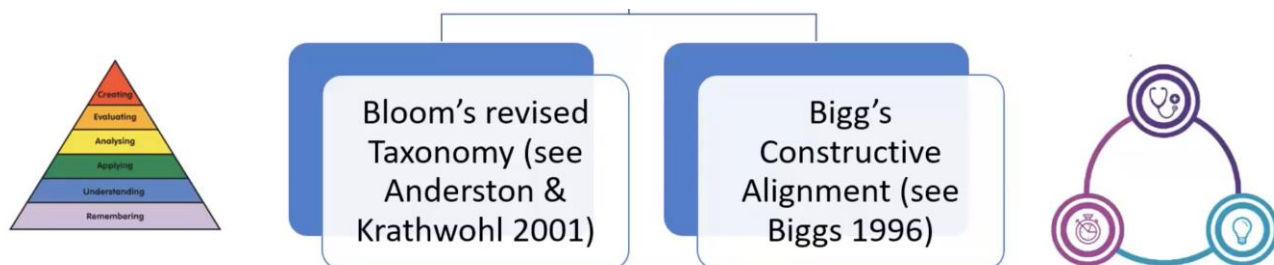 Creating
Evaluating
Analysing
Applying
Understanding
Remembering
Bloom's revised
Taxonomy (see
Anderston &
Krathwohl 2001)
Bigg's
Constructive
Alignment (see
Biggs 1996)